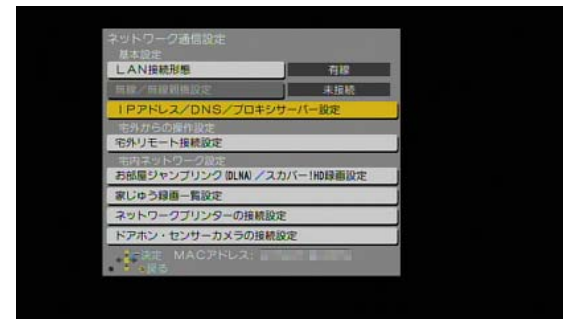 ネットワーク通信設定
基本設定
LAN接続形態 有線
無線/無線親機設定 未接続
IPアドレス/DNS/プロキシサーバー設定
宅外からの操作設定
宅外リモート接続設定
宅内ネットワーク設定
お部屋ジャンプリンク(DLNA)/スカパー!HD録画設定
家じゅう録画一覧設定
ネットワークプリンターの接続設定
ドアホン・センサーカメラの接続設定
決定 MACアドレス:
戻る